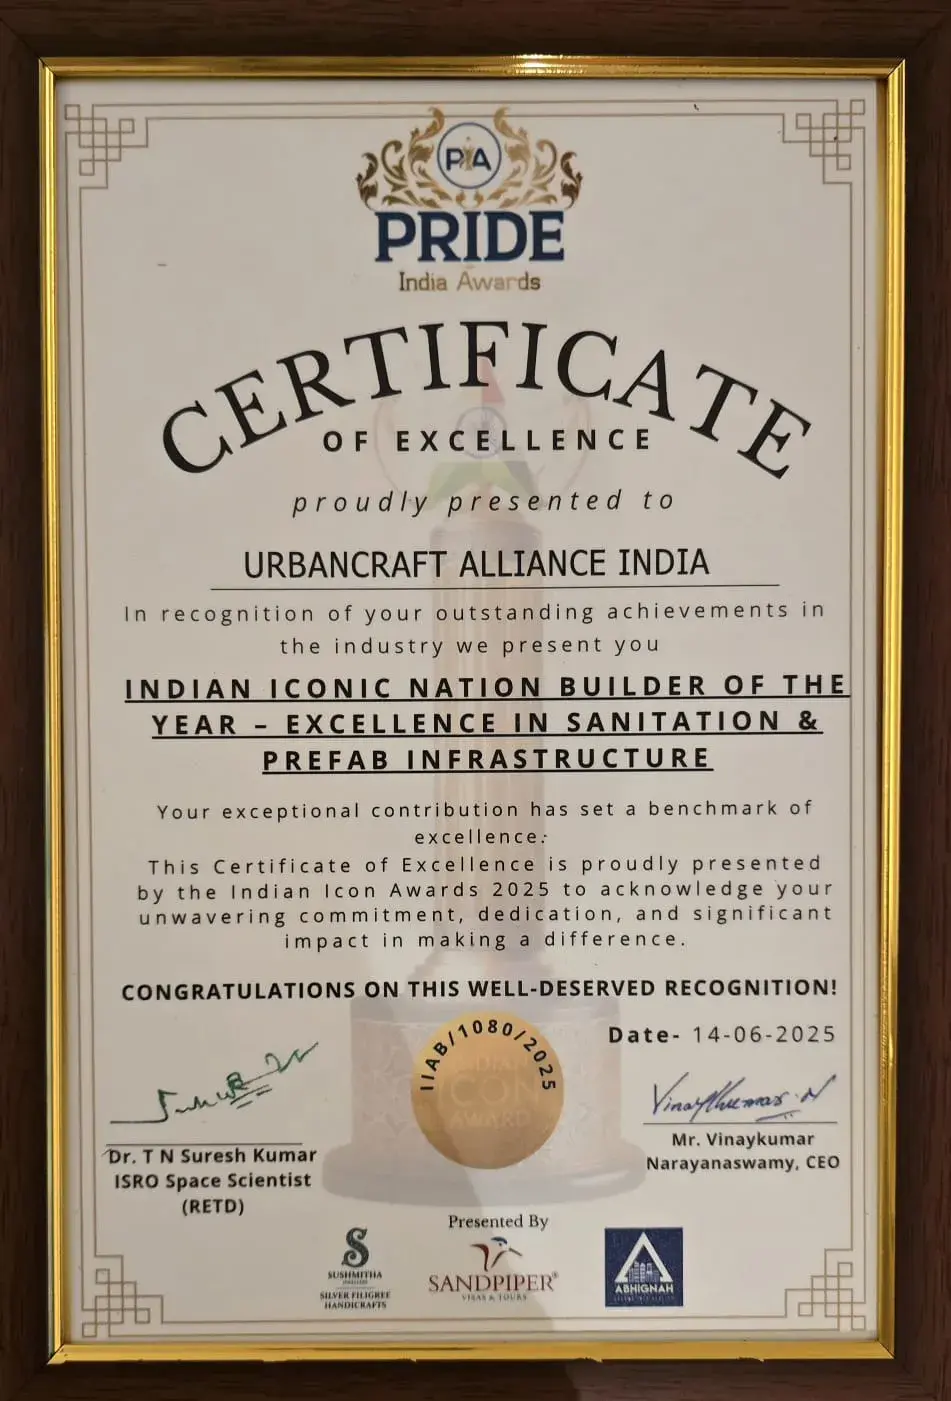 PIA
PRIDE
India Awards
CERTIFICATE
OF EXCELLENCE
proudly presented to
URBANCRAFT ALLIANCE INDIA
In recognition of your outstanding achievements in
the industry we present you
INDIAN ICONIC NATION BUILDER OF THE
YEAR – EXCELLENCE IN SANITATION &
PREFAB INFRASTRUCTURE
Your exceptional contribution has set a benchmark of
excellence.
This Certificate of Excellence is proudly presented
by the Indian Icon Awards 2025 to acknowledge your
unwavering commitment, dedication, and significant
impact in making a difference.
CONGRATULATIONS ON THIS WELL-DESERVED RECOGNITION!
Date- 14-06-2025
IIAB/1080/2025
ICON
AWARD
Dr. T N Suresh Kumar
ISRO Space Scientist
(RETD)
Vinaykumar N
Mr. Vinaykumar
Narayanaswamy, CEO
Presented By
S
SUSHMITHA
SILVER FILIGREE
HANDICRAFTS
SANDPIPER®
VISAS & TOURS
ABHIGNAH